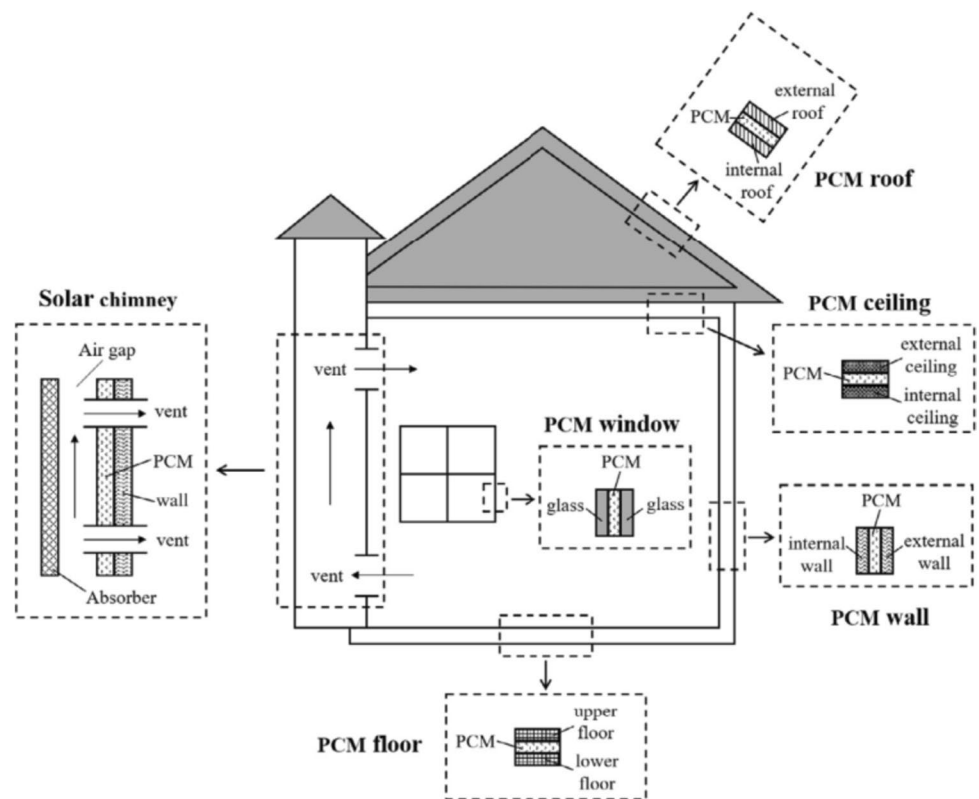 external
roof
PCM
internal
roof
PCM roof
Solar chimney
Air gap
vent
PCM
wall
vent
Absorber
vent
vent
PCM window
PCM
glass
glass
PCM ceiling
external
ceiling
PCM
internal
ceiling
PCM
internal
wall
external
wall
PCM wall
PCM floor
upper
floor
PCM
lower
floor